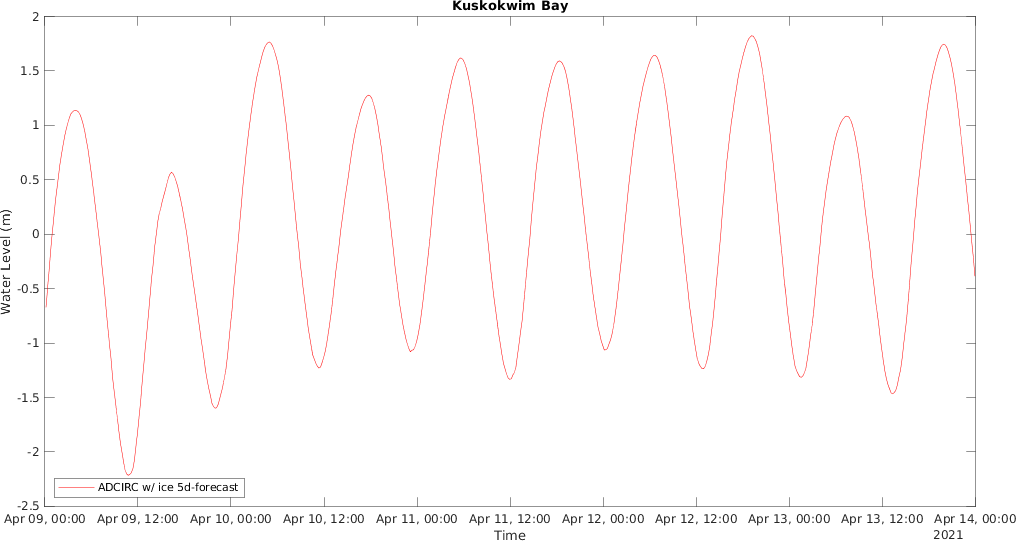 Kuskokwim Bay
2
1.5
1
0.5
0
-0.5
-1
-1.5
-2
-2.5
Water Level (m)
ADCIRC w/ ice 5d-forecast
Apr 09, 00:00 Apr 09, 12:00 Apr 10, 00:00 Apr 10, 12:00 Apr 11, 00:00 Apr 11, 12:00 Apr 12, 00:00 Apr 12, 12:00 Apr 13, 00:00 Apr 13, 12:00 Apr 14, 00:00
Time
2021